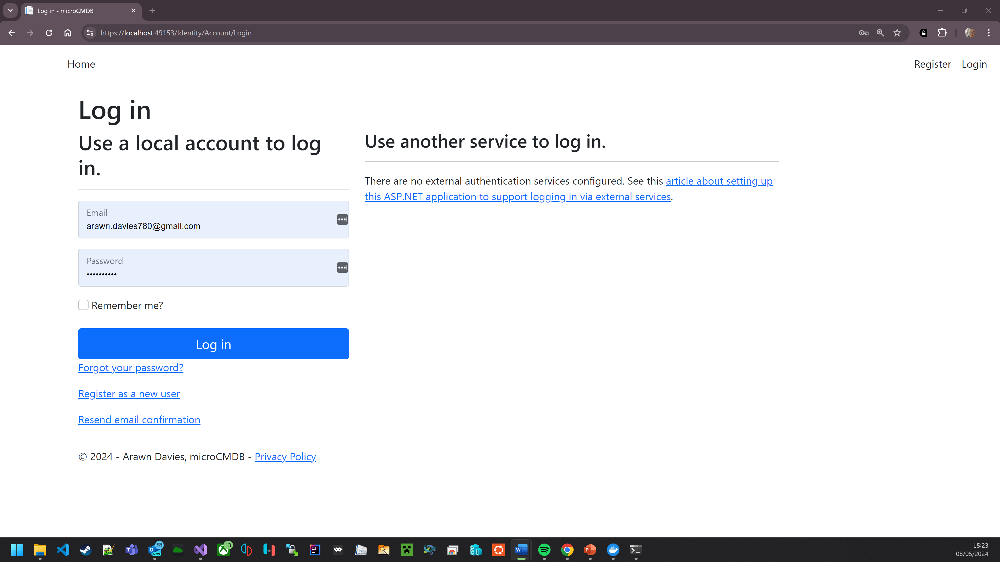 Log in - microCMDB
https://localhost:49153/Identity/Account/Login
Home
Register
Login
Log in
Use a local account to log
in.
Use another service to log in.
There are no external authentication services configured. See this article about setting up
this ASP.NET application to support logging in via external services.
Email
arawn.davies780@gmail.com
Password
••••••••••
Remember me?
Log in
Forgot your password?
Register as a new user
Resend email confirmation
© 2024 - Arawn Davies, microCMDB - Privacy Policy
NEW
13
IJ
15:23
08/05/2024